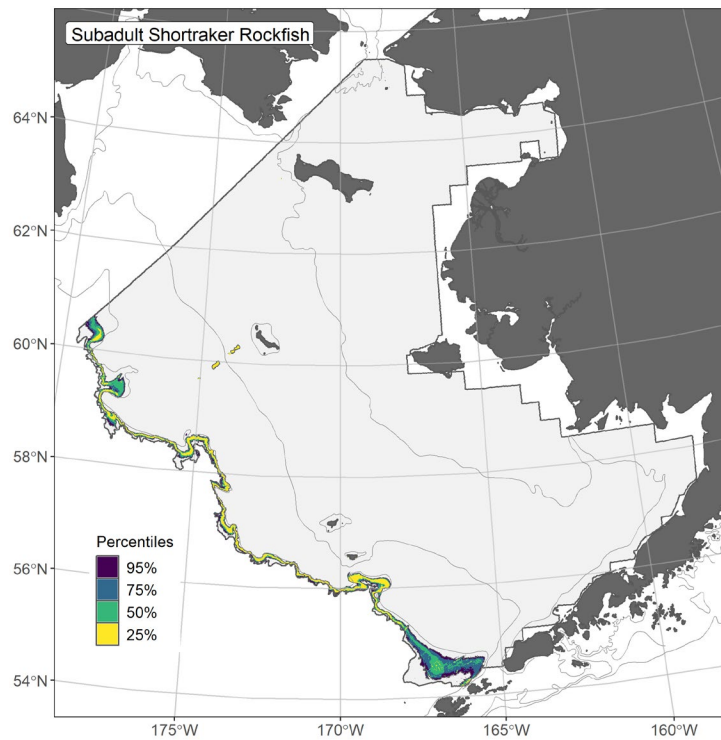 Subadult Shortraker Rockfish
64°N
62°N
60°N
58°N
56°N
54°N
Percentiles
95%
75%
50%
25%
175°W
170°W
165°W
160°W